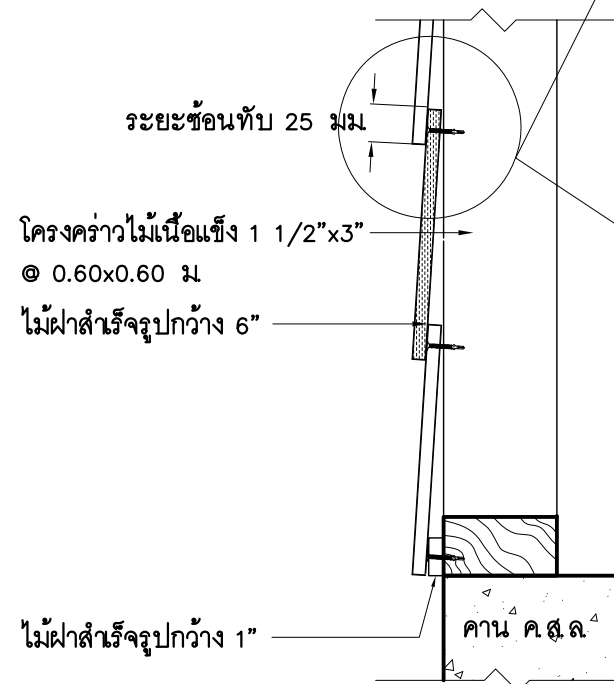 ระยะซ้อนทับ 25 มม.
โครงคร่าวไม้เนื้อแข็ง 1 1/2"x3"
@ 0.60x0.60 ม.
ไม้ฝาสำเร็จรูปกว้าง 6"
ไม้ฝาสำเร็จรูปกว้าง 1"
คาน ค.ส.ล.